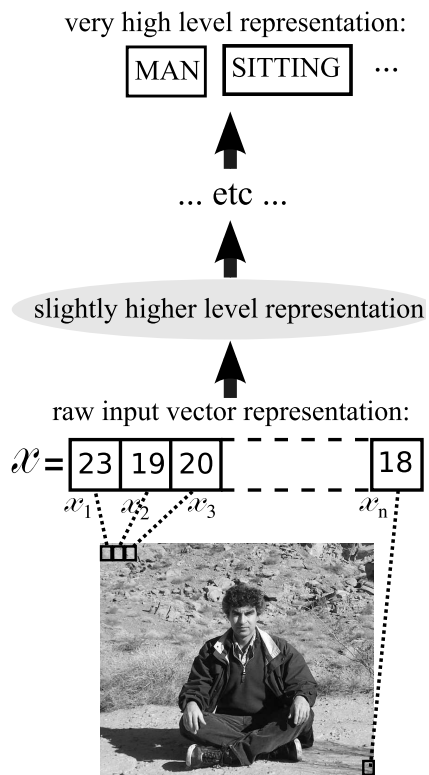 very high level representation:
MAN SITTING ...
... etc ...
slightly higher level representation
raw input vector representation:
x = 23 19 20 18
x₁ x₂ x₃ xₙ